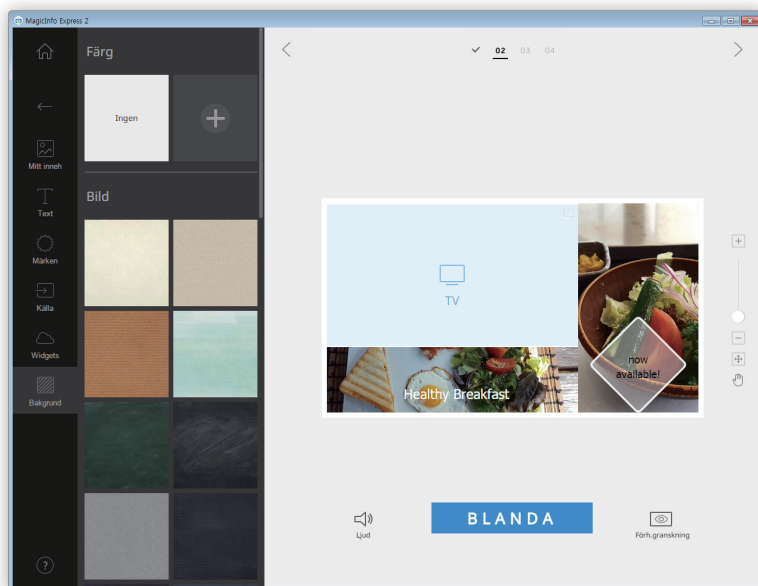 MagicInfo Express 2
Färg
Ingen
Bild
Mitt inneh
Text
Märken
Källa
Widgets
Bakgrund
?
02 03 04
TV
Healthy Breakfast
now
available!
Ljud
BLANDA
Förh.granskning